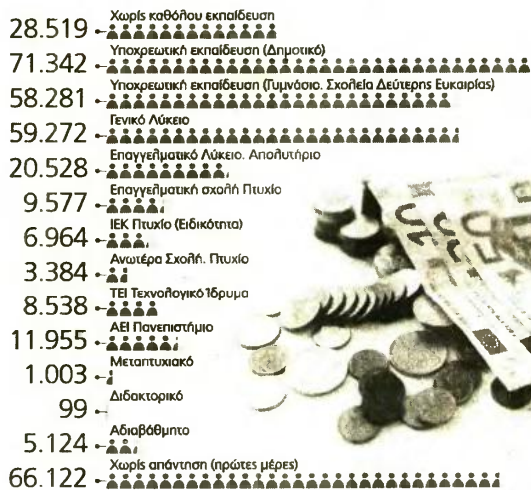 Χωρίς καθόλου εκπαίδευση
28.519
Υποχρεωτική εκπαίδευση (Δημοτικό)
71.342
Υποχρεωτική εκπαίδευση (Γυμνάσιο. Σχολεία Δεύτερης Ευκαιρίας)
58.281
Γενικό Λύκειο
59.272
Επαγγελματικό Λύκειο. Απολυτήριο
20.528
Επαγγελματική σχολή Πτυχίο
9.577
ΙΕΚ Πτυχίο (Ειδικότητα)
6.964
Ανωτέρα Σχολή. Πτυχίο
3.384
ΤΕΙ Τεχνολογικό Ίδρυμα
8.538
ΑΕΙ Πανεπιστήμιο
11.955
Μεταπτυχιακό
1.003
Διδακτορικό
99
Αδιαβάθμητο
5.124
Χωρίς απάντηση (πρώτες μέρες)
66.122
50